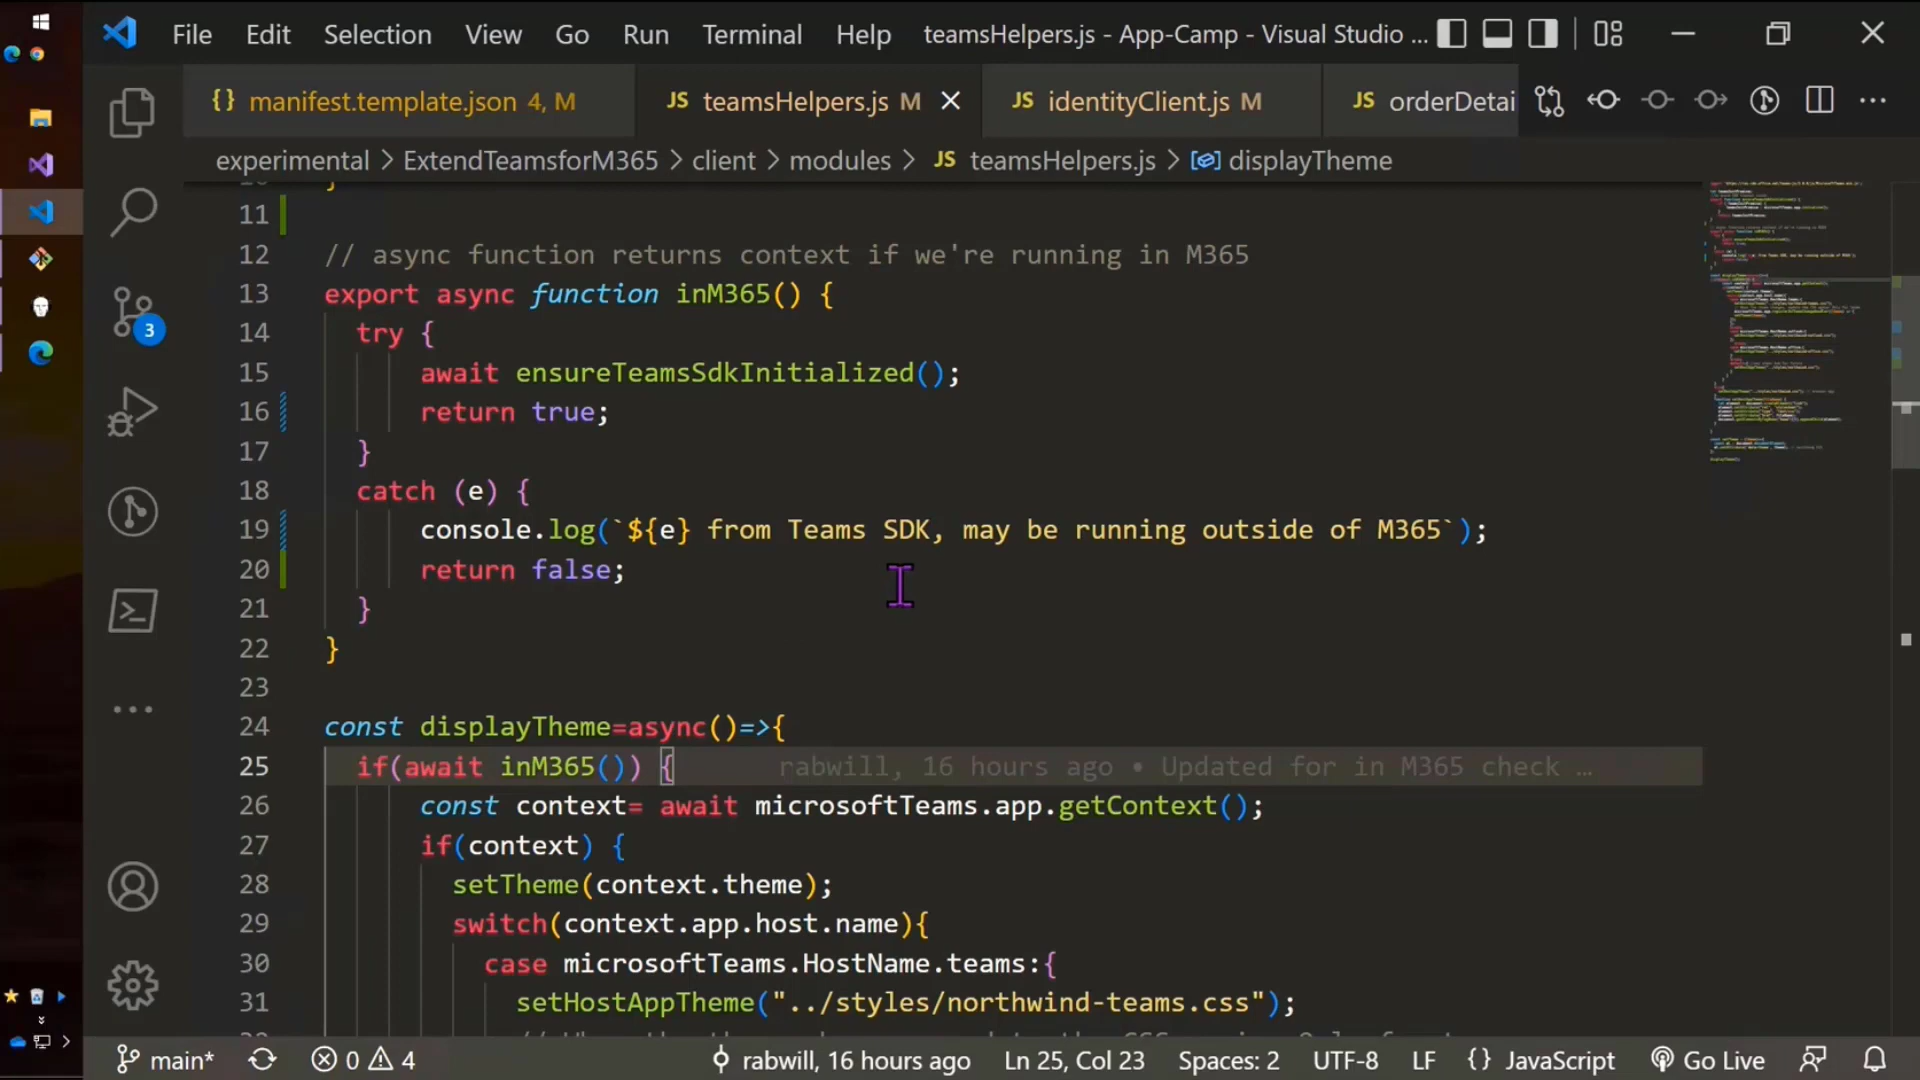 File Edit Selection View Go Run Terminal Help teamsHelpers.js - App-Camp - Visual Studio ...
{} manifest.template.json 4, M JS teamsHelpers.js M JS identityClient.js M JS orderDetai
experimental > ExtendTeamsforM365 > client > modules > JS teamsHelpers.js > displayTheme
11
12 // async function returns context if we're running in M365
13 export async function inM365() {
14 try {
15 await ensureTeamsSdkInitialized();
16 return true;
17 }
18 catch (e) {
19 console.log(`${e} from Teams SDK, may be running outside of M365`);
20 return false;
21 }
22 }
23
24 const displayTheme=async()=>{
25 if(await inM365()) { rabwill, 16 hours ago • Updated for in M365 check …
26 const context= await microsoftTeams.app.getContext();
27 if(context) {
28 setTheme(context.theme);
29 switch(context.app.host.name){
30 case microsoftTeams.HostName.teams:{
31 setHostAppTheme("../styles/northwind-teams.css");
3
main* 0 4 rabwill, 16 hours ago Ln 25, Col 23 Spaces: 2 UTF-8 LF {} JavaScript Go Live